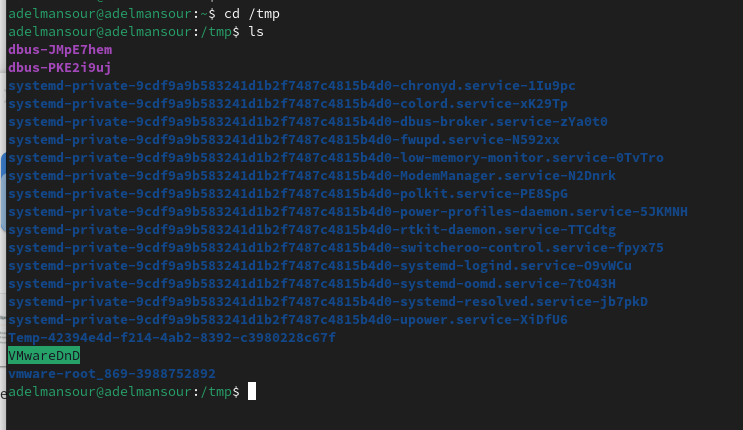 adelmansour@adelmansour:~$ cd /tmp
adelmansour@adelmansour:/tmp$ ls
dbus-JMpE7hem
dbus-PKE2i9uj
systemd-private-9cdf9a9b583241d1b2f7487c4815b4d0-chronyd.service-1Iu9pc
systemd-private-9cdf9a9b583241d1b2f7487c4815b4d0-colord.service-xK29Tp
systemd-private-9cdf9a9b583241d1b2f7487c4815b4d0-dbus-broker.service-zYa0t0
systemd-private-9cdf9a9b583241d1b2f7487c4815b4d0-fwupd.service-N592xx
systemd-private-9cdf9a9b583241d1b2f7487c4815b4d0-low-memory-monitor.service-0TvTro
systemd-private-9cdf9a9b583241d1b2f7487c4815b4d0-ModemManager.service-N2Dnrk
systemd-private-9cdf9a9b583241d1b2f7487c4815b4d0-polkit.service-PE8SpG
systemd-private-9cdf9a9b583241d1b2f7487c4815b4d0-power-profiles-daemon.service-5JKMNH
systemd-private-9cdf9a9b583241d1b2f7487c4815b4d0-rtkit-daemon.service-TTCdtg
systemd-private-9cdf9a9b583241d1b2f7487c4815b4d0-switcheroo-control.service-fpyx75
systemd-private-9cdf9a9b583241d1b2f7487c4815b4d0-systemd-logind.service-O9vWCu
systemd-private-9cdf9a9b583241d1b2f7487c4815b4d0-systemd-oomd.service-7tO43H
systemd-private-9cdf9a9b583241d1b2f7487c4815b4d0-systemd-resolved.service-jb7pkD
systemd-private-9cdf9a9b583241d1b2f7487c4815b4d0-upower.service-XiDfU6
Temp-42394e4d-f214-4ab2-8392-c3980228c67f
VMwareDnD
vmware-root_869-3988752892
adelmansour@adelmansour:/tmp$